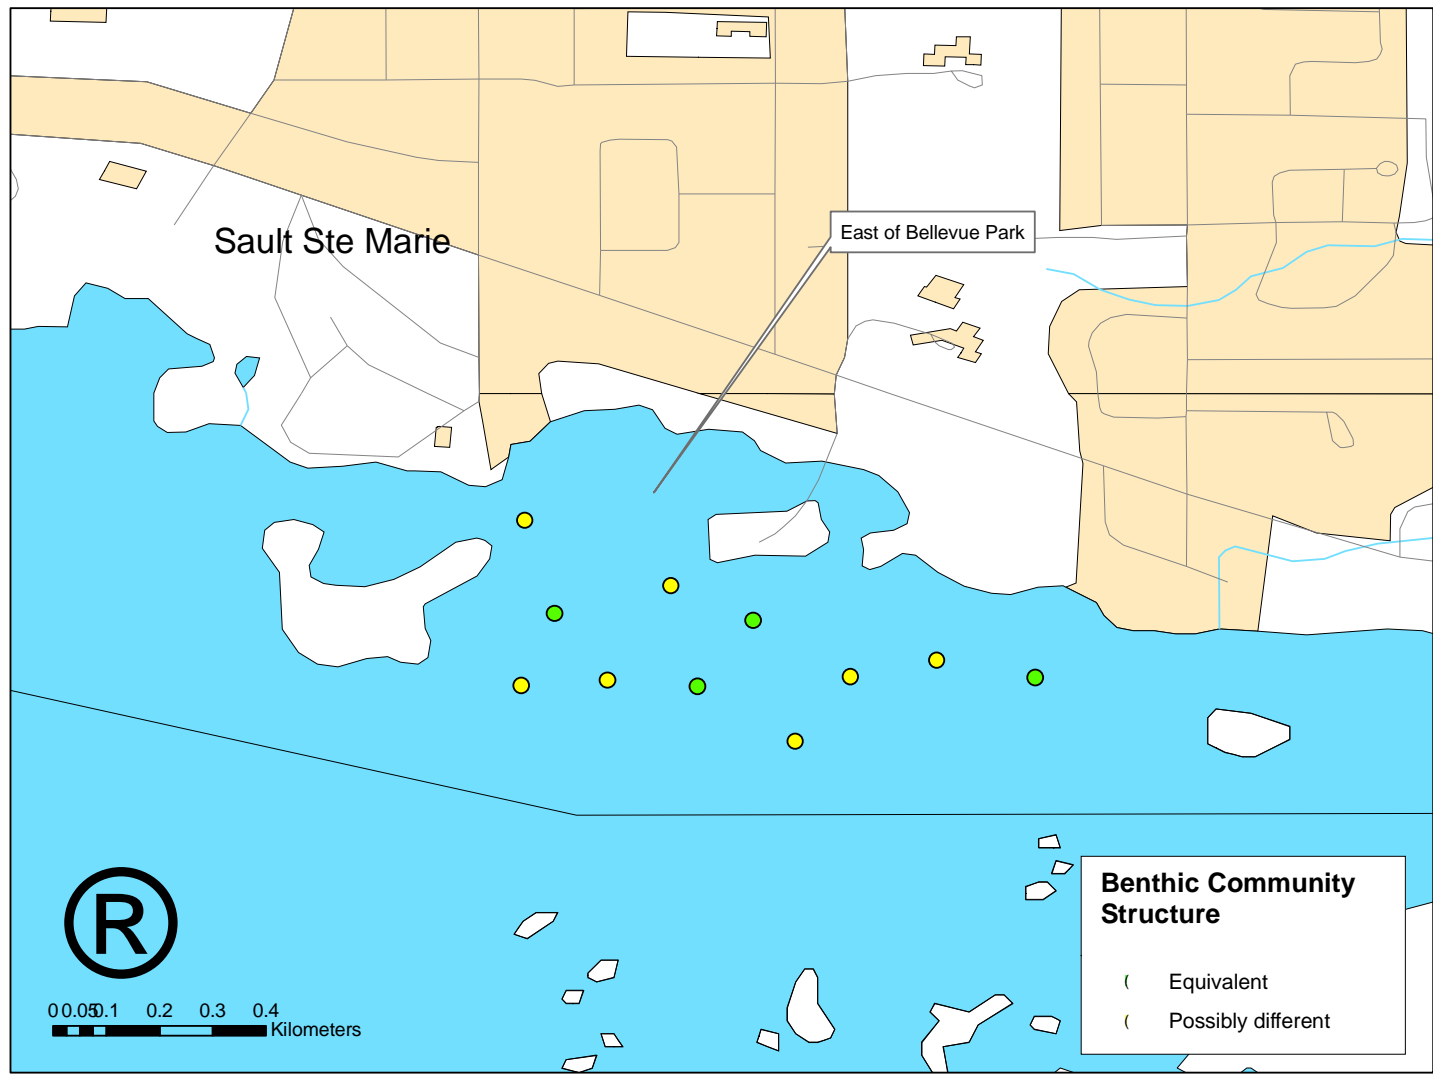 Sault Ste Marie
East of Bellevue Park
R
0 0.05 0.1 0.2 0.3 0.4
Kilometers
Benthic Community
Structure
( Equivalent
( Possibly different